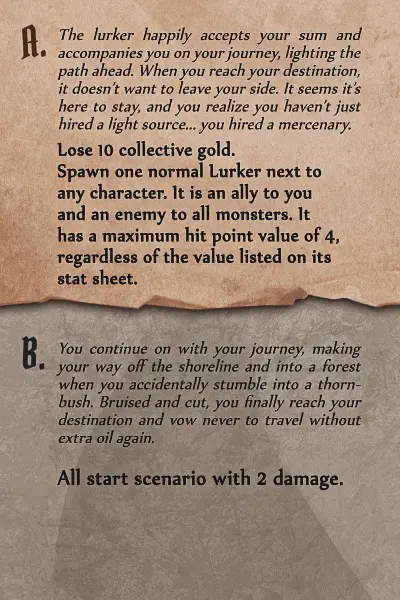 A.
The lurker happily accepts your sum and
accompanies you on your journey, lighting the
path ahead. When you reach your destination,
it doesn't want to leave your side. It seems it's
here to stay, and you realize you haven't just
hired a light source... you hired a mercenary.
Lose 10 collective gold.
Spawn one normal Lurker next to
any character. It is an ally to you
and an enemy to all monsters. It
has a maximum hit point value of 4,
regardless of the value listed on its
stat sheet.
B.
You continue on with your journey, making
your way off the shoreline and into a forest
when you accidentally stumble into a thorn-
bush. Bruised and cut, you finally reach your
destination and vow never to travel without
extra oil again.
All start scenario with 2 damage.